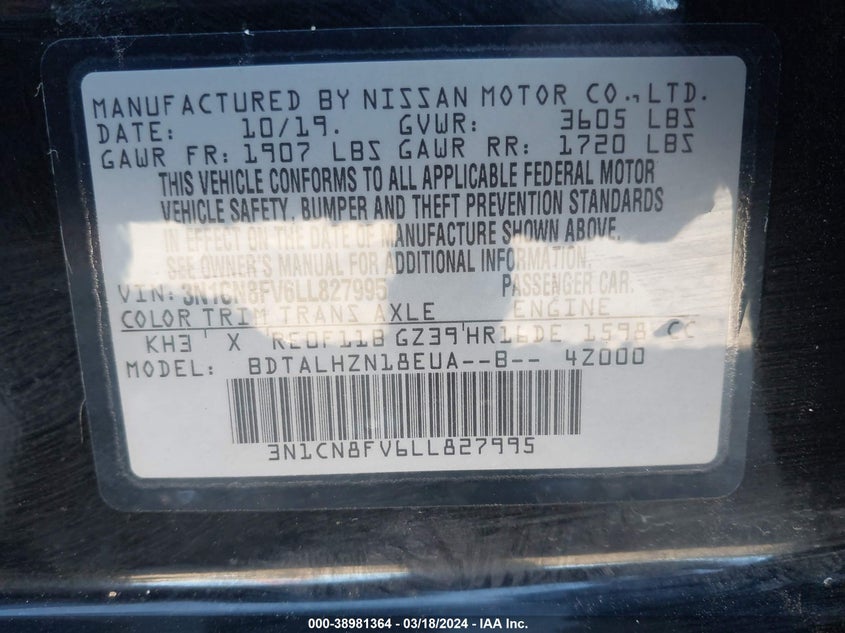 MANUFACTURED BY NISSAN MOTOR CO.,LTD.
DATE: 10/19. GVWR: 3605 LBS
GAWR FR: 1907 LBS GAWR RR: 1720 LBS
THIS VEHICLE CONFORMS TO ALL APPLICABLE FEDERAL MOTOR
VEHICLE SAFETY, BUMPER AND THEFT PREVENTION STANDARDS
IN EFFECT ON THE DATE OF MANUFACTURE SHOWN ABOVE.
SEE OWNER'S MANUAL FOR ADDITIONAL INFORMATION.
VIN: 3N1CN8FV6LL827995 PASSENGER CAR.
COLOR TRIM TRANS AXLE ENGINE
KH3 X RE0F11B GZ39 HR16DE 1598 CC
MODEL: BDTALHZN18EUA--B-- 4Z000
3N1CN8FV6LL827995
000-38981364 - 03/18/2024 - IAA Inc.